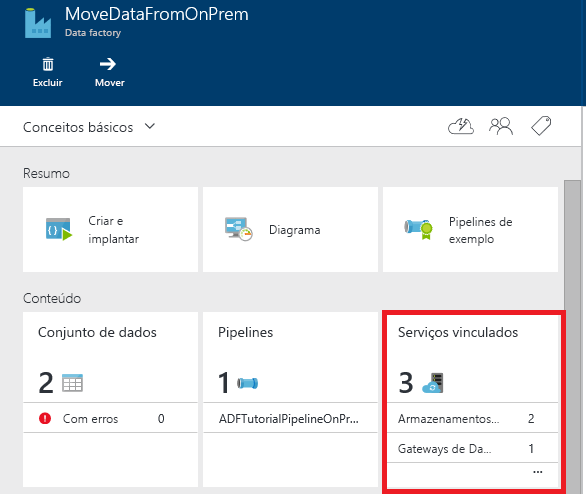 MoveDataFromOnPrem
Data factory
Excluir
Mover
Conceitos básicos
Resumo
Criar e
implantar
Diagrama
Pipelines de
exemplo
Conteúdo
Conjunto de dados
2
Com erros 0
Pipelines
1
ADFTutorialPipelineOnPr...
Serviços vinculados
3
Armazenamentos... 2
Gateways de Da... 1
...